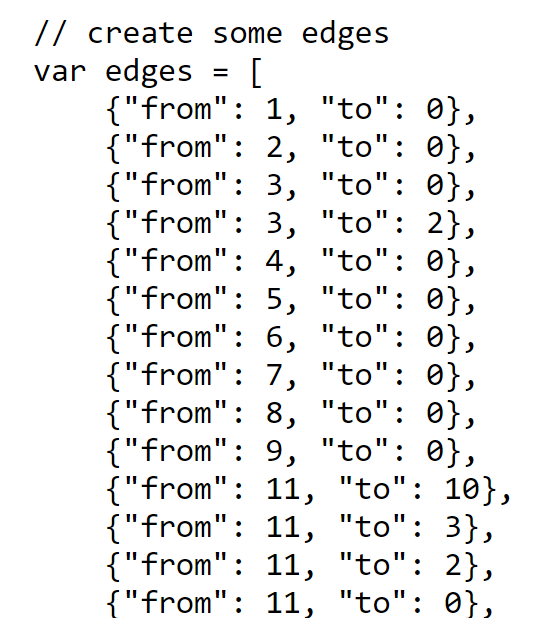 // create some edges
var edges = [
{"from": 1, "to": 0},
{"from": 2, "to": 0},
{"from": 3, "to": 0},
{"from": 3, "to": 2},
{"from": 4, "to": 0},
{"from": 5, "to": 0},
{"from": 6, "to": 0},
{"from": 7, "to": 0},
{"from": 8, "to": 0},
{"from": 9, "to": 0},
{"from": 11, "to": 10},
{"from": 11, "to": 3},
{"from": 11, "to": 2},
{"from": 11, "to": 0},